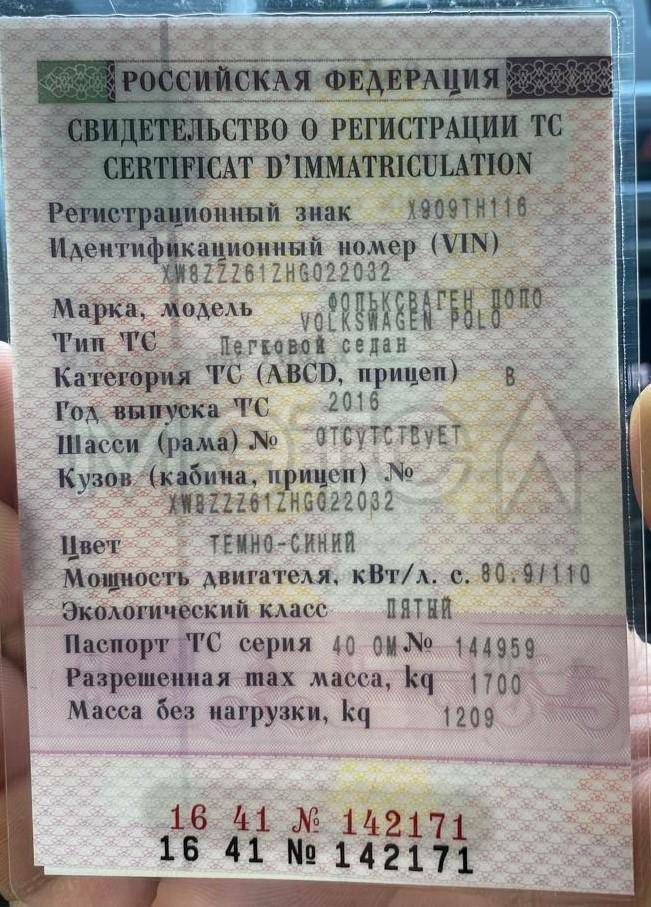 РОССИЙСКАЯ ФЕДЕРАЦИЯ
СВИДЕТЕЛЬСТВО О РЕГИСТРАЦИИ ТС
CERTIFICAT D'IMMATRICULATION
Регистрационный знак Х909ТН116
Идентификационный номер (VIN)
XW8ZZZ61ZHG022032
Марка, модель ФОЛЬКСВАГЕН ПОЛО
VOLKSWAGEN POLO
Тип ТС Легковой седан
Категория ТС (ABCD, прицеп) B
Год выпуска ТС 2016
Шасси (рама) № ОТСУТСТВУЕТ
Кузов (кабина, прицеп) №
XW8ZZZ61ZHG022032
Цвет ТЕМНО-СИНИЙ
Мощность двигателя, кВт/л. с. 80.9/110
Экологический класс ПЯТЫЙ
Паспорт ТС серия 40 ОМ № 144959
Разрешенная max масса, kg 1700
Масса без нагрузки, kg 1209
16 41 № 142171
16 41 № 142171